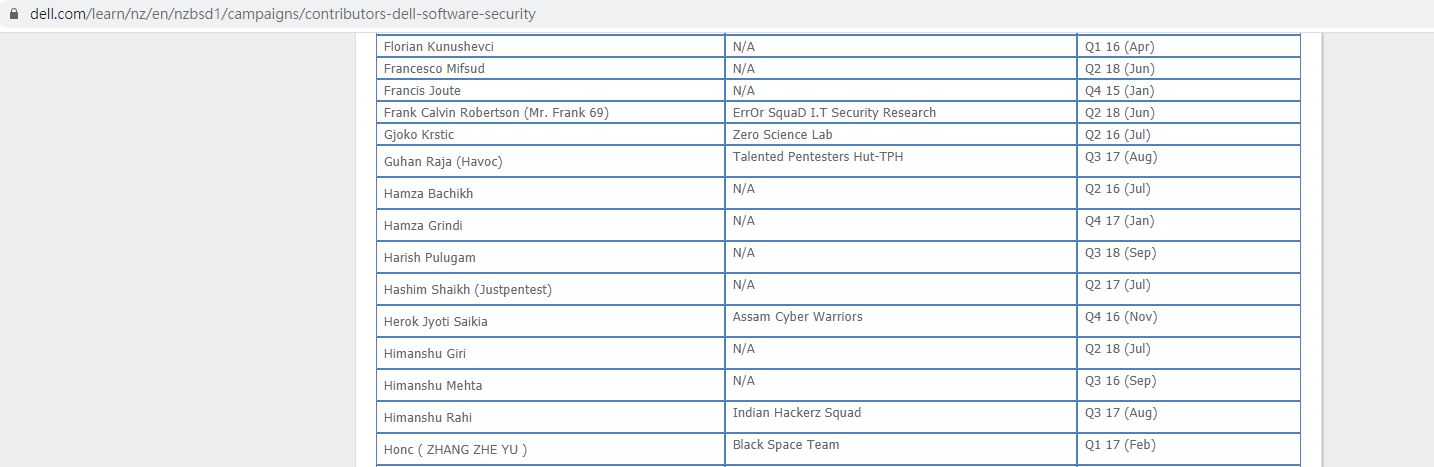 dell.com/learn/nz/en/nzbsd1/campaigns/contributors-dell-software-security
Florian Kunushevci N/A Q1 16 (Apr)
Francesco Mifsud N/A Q2 18 (Jun)
Francis Joute N/A Q4 15 (Jan)
Frank Calvin Robertson (Mr. Frank 69) ErrOr SquaD I.T Security Research Q2 18 (Jun)
Gjoko Krstic Zero Science Lab Q2 16 (Jul)
Guhan Raja (Havoc) Talented Pentesters Hut-TPH Q3 17 (Aug)
Hamza Bachikh N/A Q2 16 (Jul)
Hamza Grindi N/A Q4 17 (Jan)
Harish Pulugam N/A Q3 18 (Sep)
Hashim Shaikh (Justpentest) N/A Q2 17 (Jul)
Herok Jyoti Saikia Assam Cyber Warriors Q4 16 (Nov)
Himanshu Giri N/A Q2 18 (Jul)
Himanshu Mehta N/A Q3 16 (Sep)
Himanshu Rahi Indian Hackerz Squad Q3 17 (Aug)
Honc ( ZHANG ZHE YU ) Black Space Team Q1 17 (Feb)